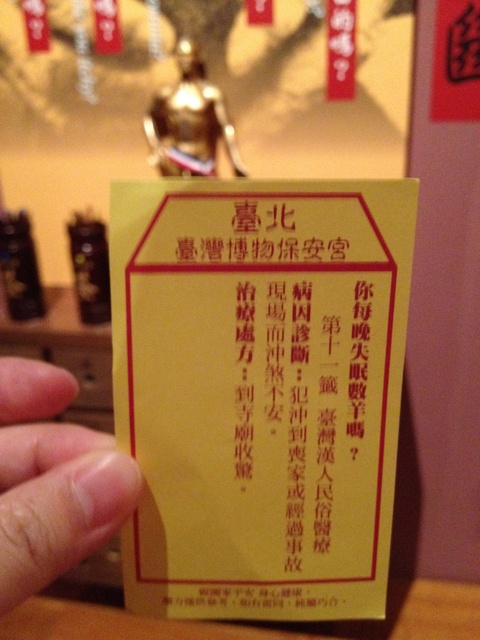 臺北
臺灣博物保安宮
你每晚失眠數羊嗎？
第十一籤 臺灣漢人民俗醫療
病因診斷：犯沖到喪家或經過事故
現場而沖煞不安。
治療處方：到寺廟收驚。
嗎？
的嗎？